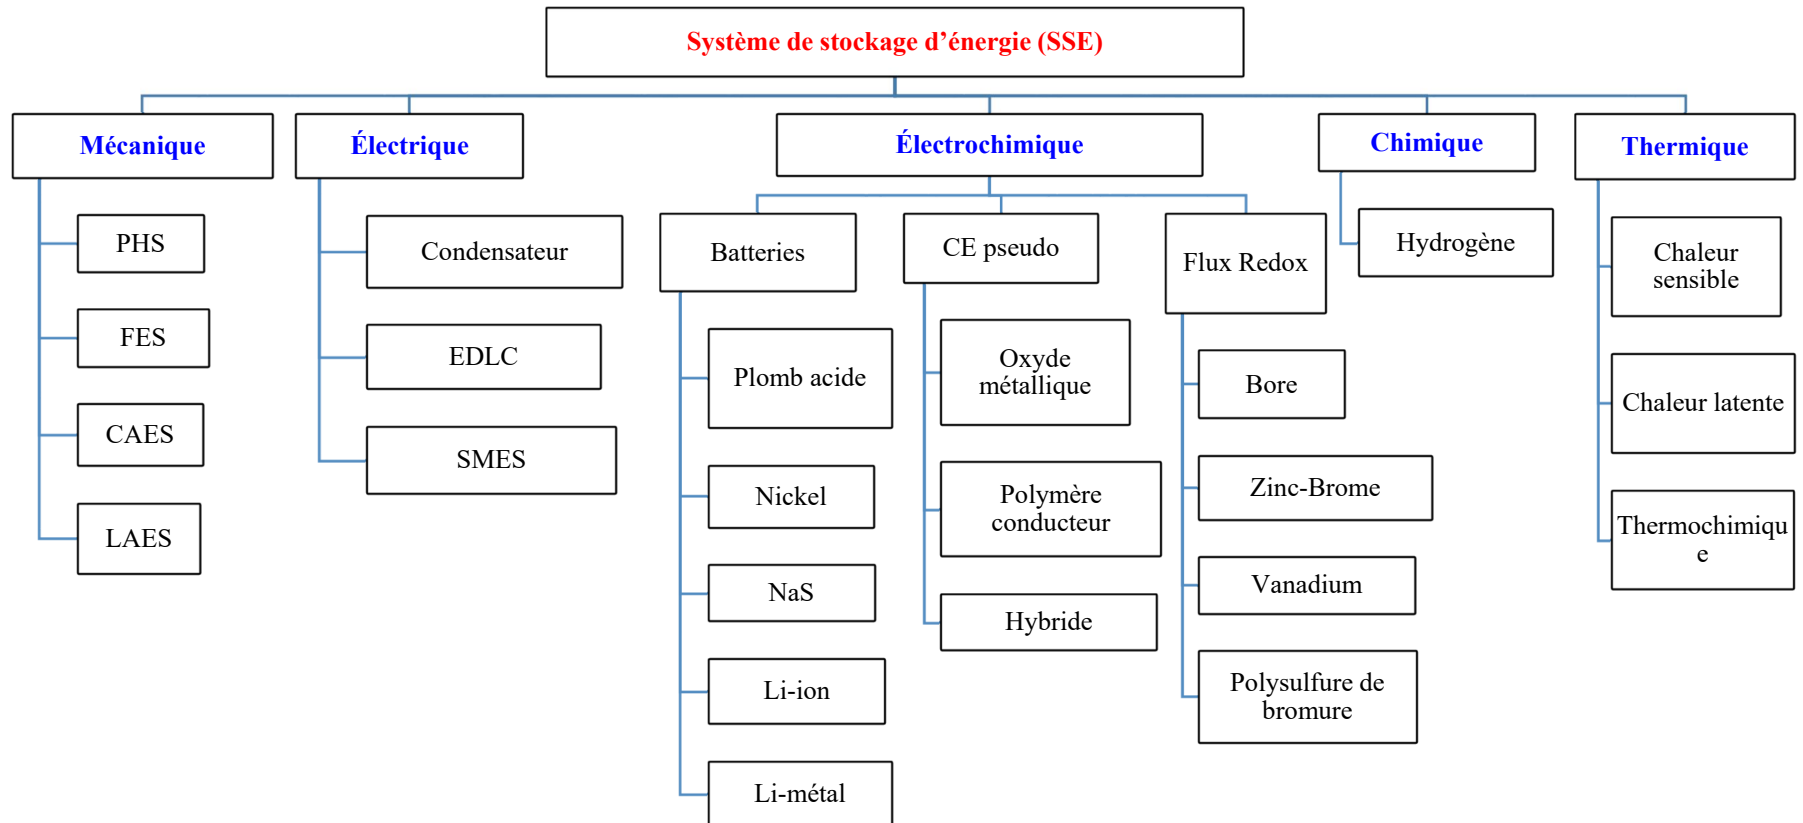 Système de stockage d’énergie (SSE)
Mécanique
PHS
FES
CAES
LAES
Électrique
Condensateur
EDLC
SMES
Électrochimique
Batteries
Plomb acide
Nickel
NaS
Li-ion
Li-métal
CE pseudo
Oxyde
métallique
Polymère
conducteur
Hybride
Flux Redox
Bore
Zinc-Brome
Vanadium
Polysulfure de
bromure
Chimique
Hydrogène
Thermique
Chaleur
sensible
Chaleur latente
Thermochimiqu
e